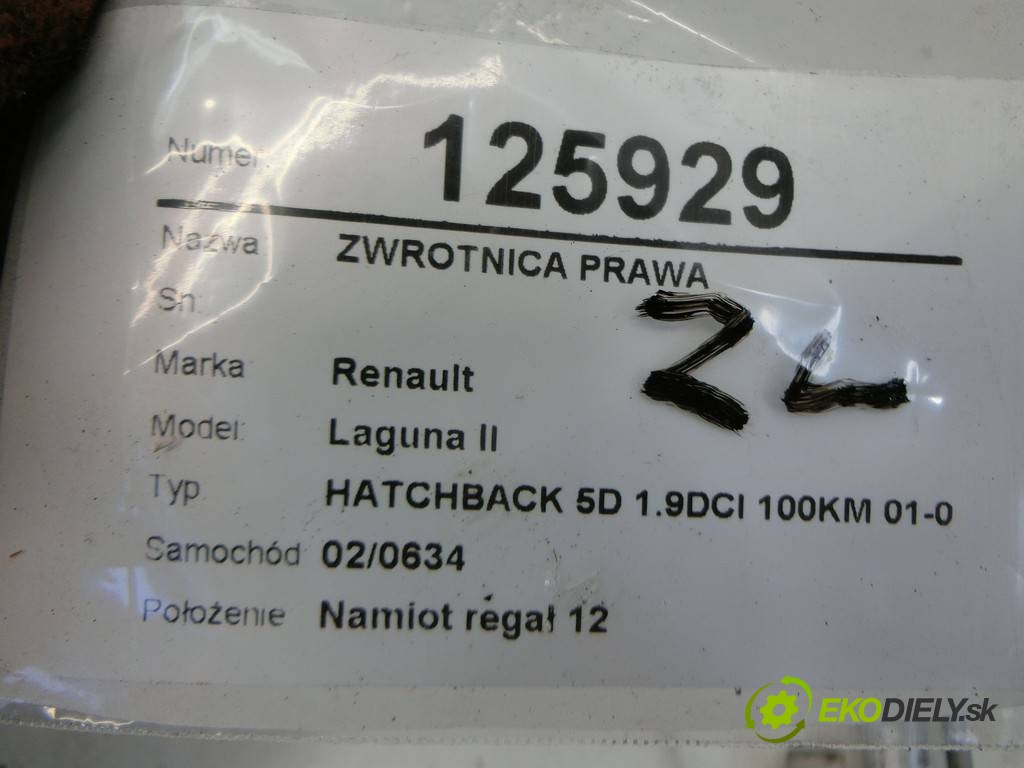 Numer 125929
Nazwa ZWROTNICA PRAWA
Sn
Marka Renault
Model Laguna II
Typ HATCHBACK 5D 1.9DCI 100KM 01-0
Samochód 02/0634
Położenie Namiot regał 12
EKODIELY.sk